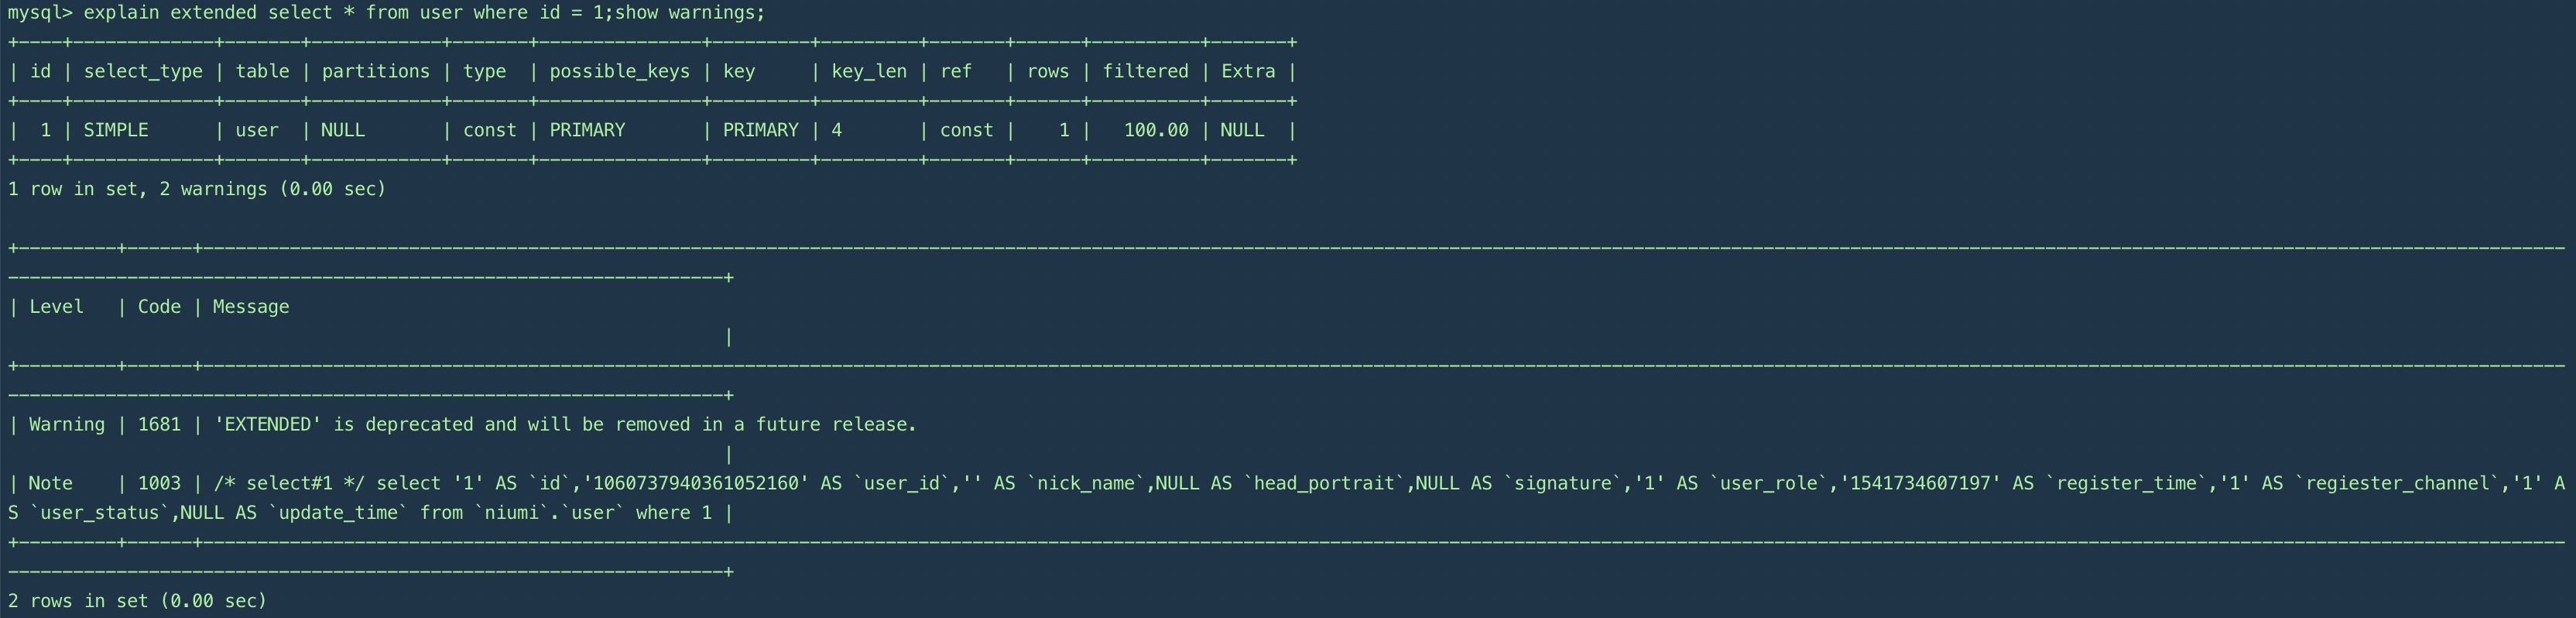 mysql> explain extended select * from user where id = 1;show warnings;
+----+-------------+-------+------------+-------+---------------+---------+---------+-------+------+----------+-------+
| id | select_type | table | partitions | type  | possible_keys | key     | key_len | ref   | rows | filtered | Extra |
+----+-------------+-------+------------+-------+---------------+---------+---------+-------+------+----------+-------+
|  1 | SIMPLE      | user  | NULL       | const | PRIMARY       | PRIMARY | 4       | const |    1 |   100.00 | NULL  |
+----+-------------+-------+------------+-------+---------------+---------+---------+-------+------+----------+-------+
1 row in set, 2 warnings (0.00 sec)
| Level   | Code | Message
|
| Warning | 1681 | 'EXTENDED' is deprecated and will be removed in a future release.
|
| Note    | 1003 | /* select#1 */ select '1' AS `id`,'1060737940361052160' AS `user_id`,'' AS `nick_name`,NULL AS `head_portrait`,NULL AS `signature`,'1' AS `user_role`,'1541734607197' AS `register_time`,'1' AS `regiester_channel`,'1' A
S `user_status`,NULL AS `update_time` from `niumi`.`user` where 1 |
2 rows in set (0.00 sec)